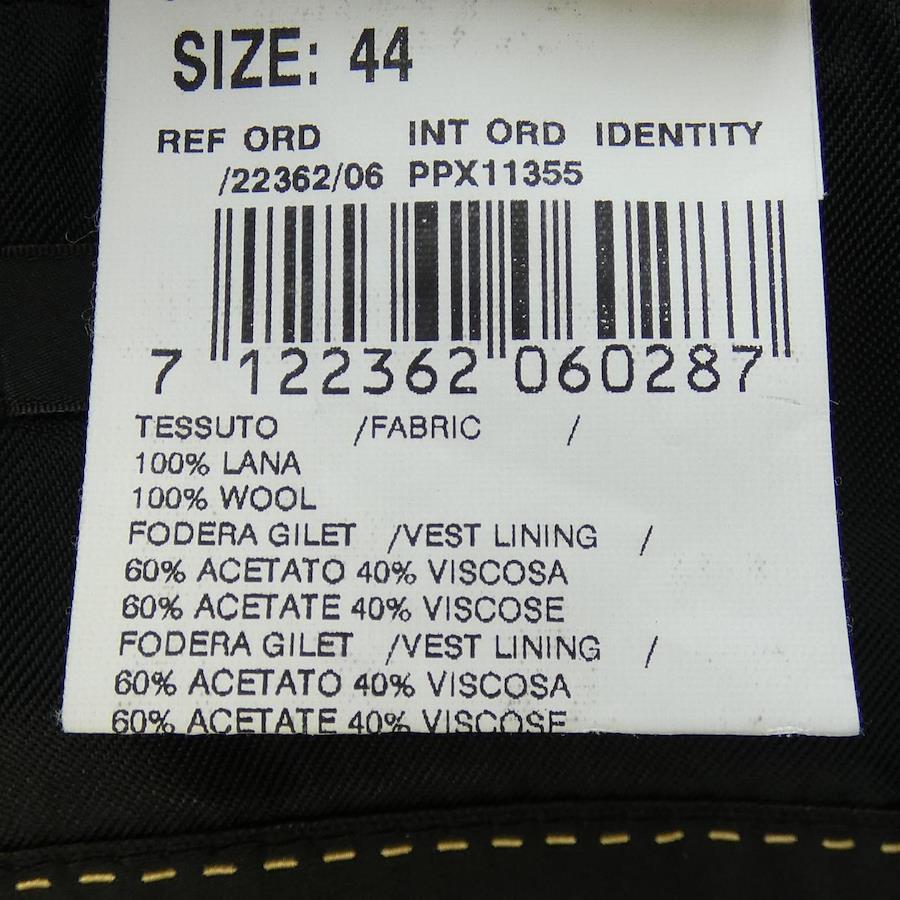 SIZE: 44
REF ORD INT ORD IDENTITY
/22362/06 PPX11355
7 122362 060287
TESSUTO /FABRIC /
100% LANA
100% WOOL
FODERA GILET /VEST LINING /
60% ACETATO 40% VISCOSA
60% ACETATE 40% VISCOSE
FODERA GILET /VEST LINING /
60% ACETATO 40% VISCOSA
60% ACETATE 40% VISCOSE